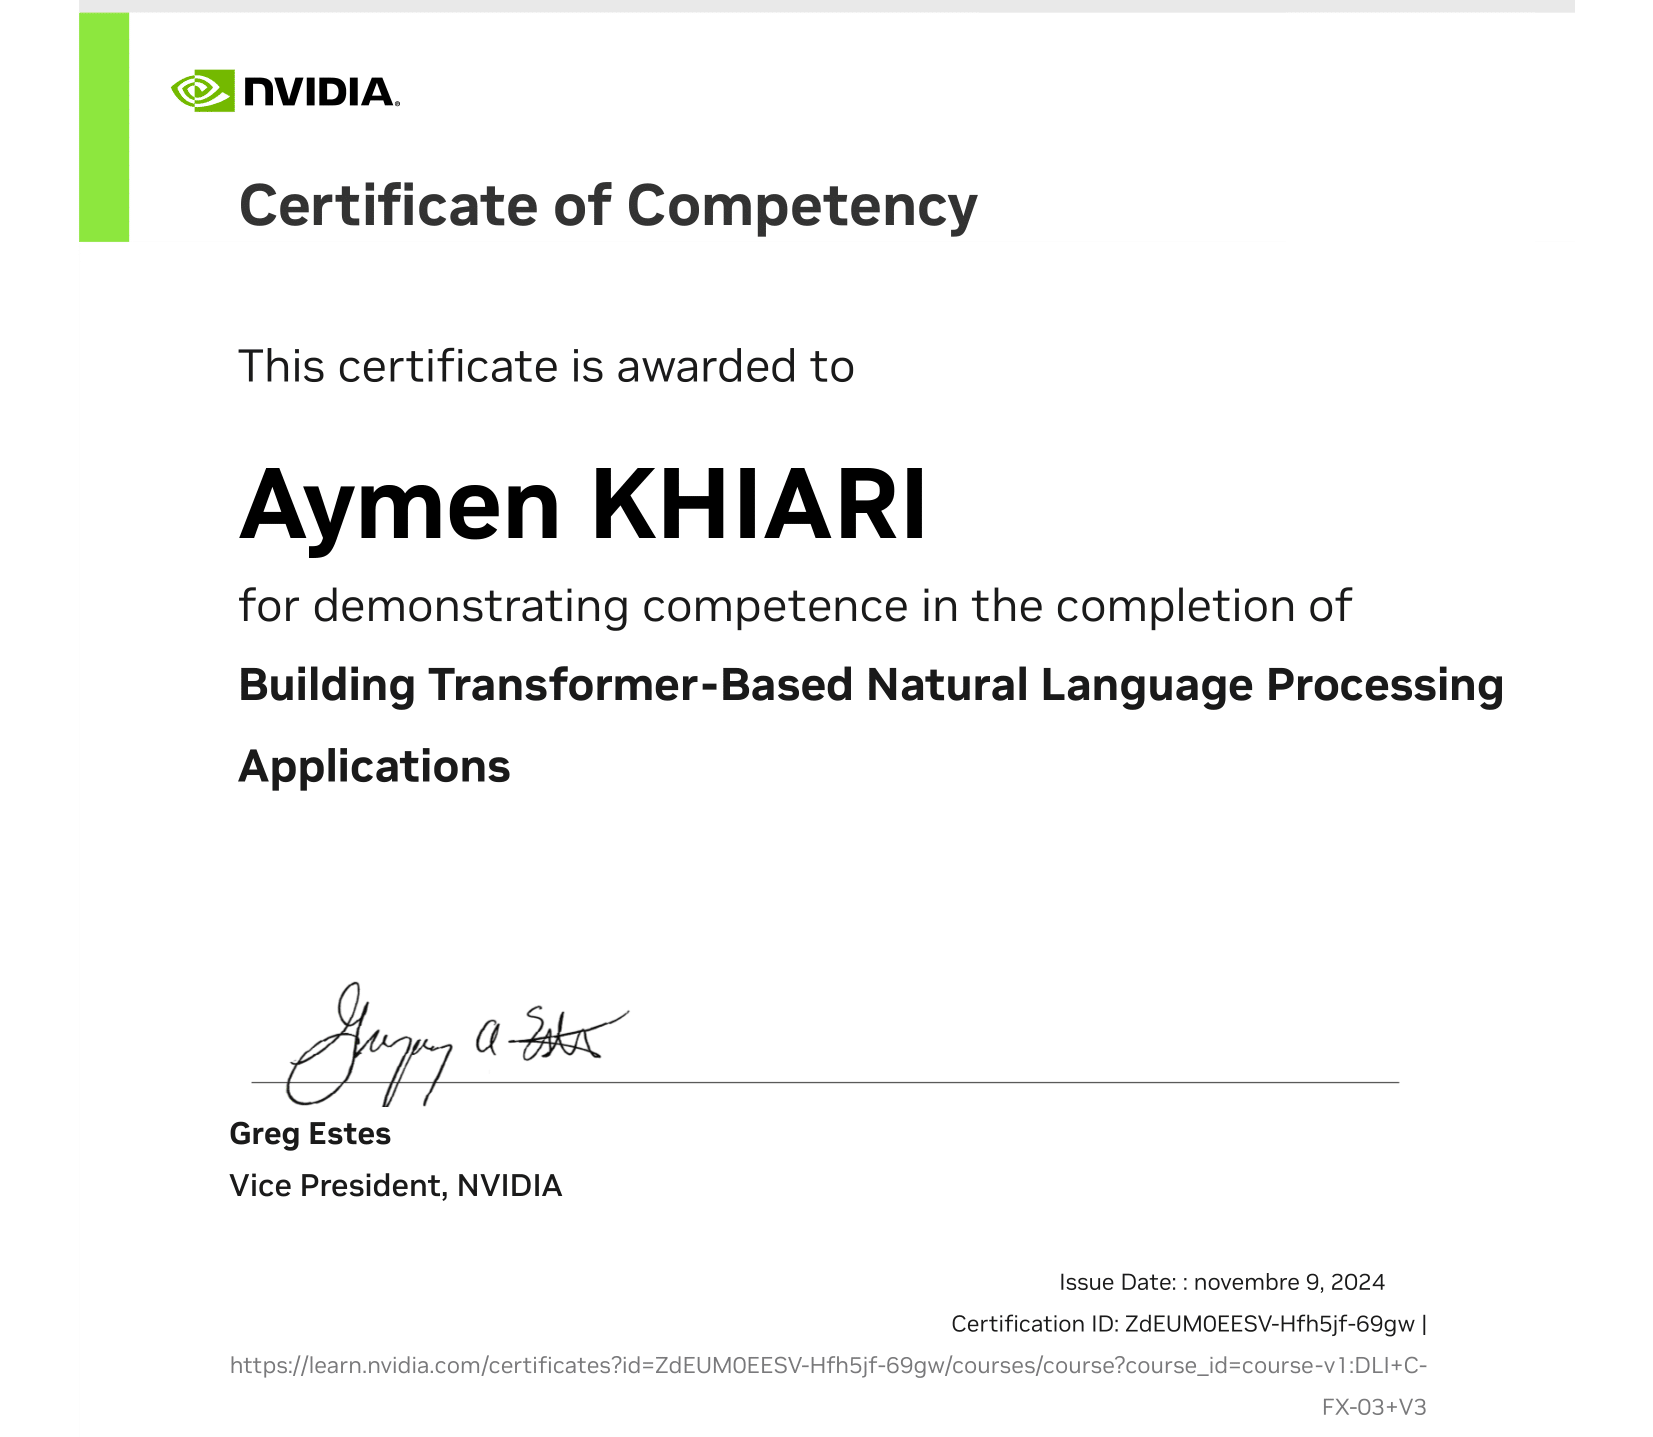 NVIDIA.
Certificate of Competency
This certificate is awarded to
Aymen KHIARI
for demonstrating competence in the completion of
Building Transformer-Based Natural Language Processing
Applications
Gregory A Estes
Greg Estes
Vice President, NVIDIA
Issue Date: : novembre 9, 2024
Certification ID: ZdEUM0EESV-Hfh5jf-69gw |
https://learn.nvidia.com/certificates?id=ZdEUM0EESV-Hfh5jf-69gw/courses/course?course_id=course-v1:DLI+C-
FX-03+V3